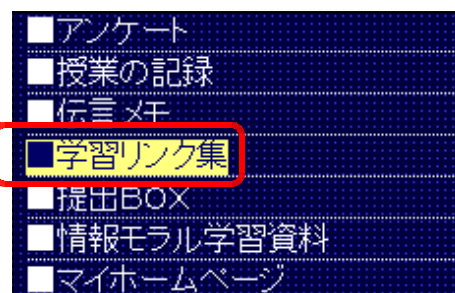 ■アンケート
■授業の記録
■伝言メモ
■学習リンク集
■提出BOX
■情報モラル学習資料
■マイホームページ